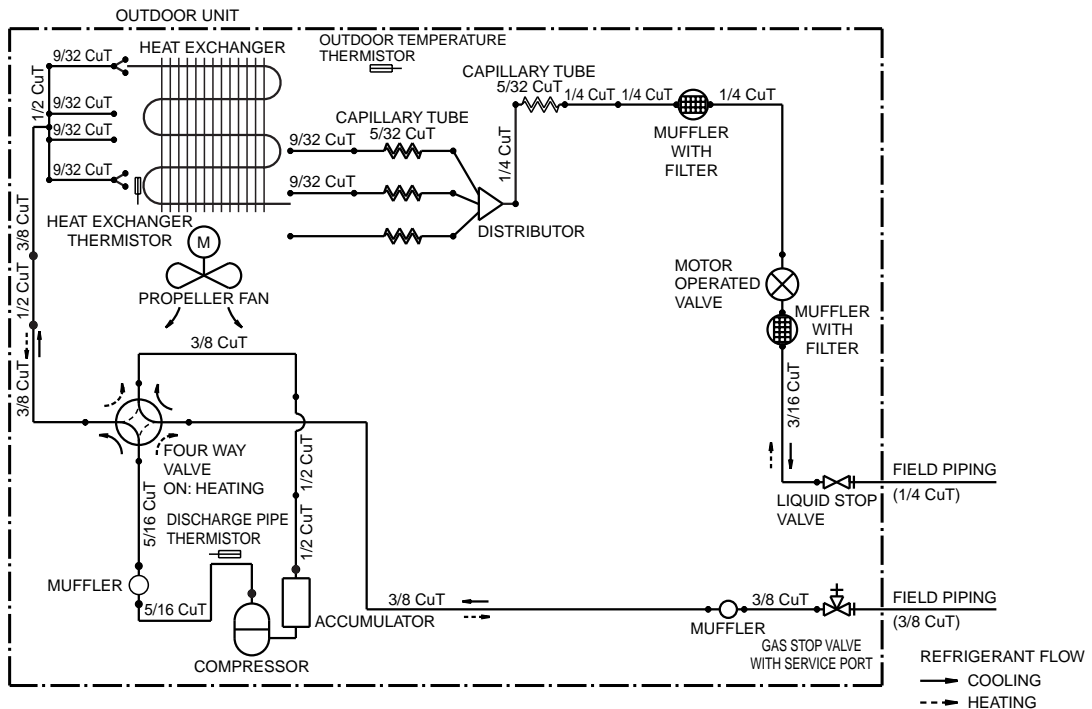 OUTDOOR UNIT
HEAT EXCHANGER
OUTDOOR TEMPERATURE
THERMISTOR
9/32 CuT
1/2 CuT
9/32 CuT
9/32 CuT
9/32 CuT
CAPILLARY TUBE
5/32 CuT
1/4 CuT
1/4 CuT
1/4 CuT
MUFFLER
WITH
FILTER
CAPILLARY TUBE
5/32 CuT
9/32 CuT
9/32 CuT
1/4 CuT
DISTRIBUTOR
HEAT EXCHANGER
THERMISTOR
M
PROPELLER FAN
3/8 CuT
1/2 CuT
3/8 CuT
MOTOR
OPERATED
VALVE
MUFFLER
WITH
FILTER
3/16 CuT
3/8 CuT
FOUR WAY
VALVE
ON: HEATING
1/2 CuT
1/2 CuT
5/16 CuT
DISCHARGE PIPE
THERMISTOR
MUFFLER
5/16 CuT
COMPRESSOR
ACCUMULATOR
LIQUID STOP
VALVE
FIELD PIPING
(1/4 CuT)
3/8 CuT
MUFFLER
3/8 CuT
GAS STOP VALVE
WITH SERVICE PORT
FIELD PIPING
(3/8 CuT)
REFRIGERANT FLOW
COOLING
HEATING